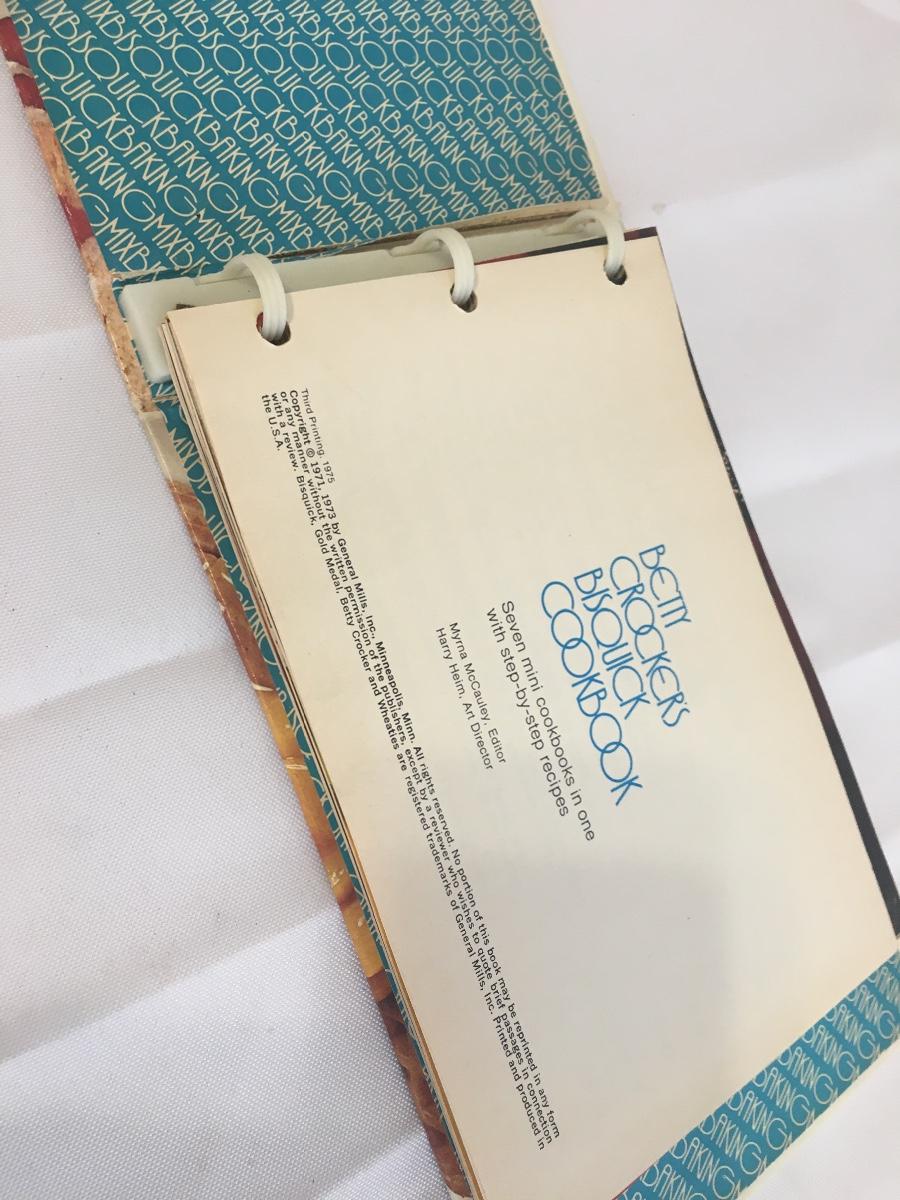 BETTY
CROCKER'S
BISQUICK
COOKBOOK
Seven mini cookbooks in one
with step-by-step recipes
Myrna McCauley, Editor
Harry Heim, Art Director
Third Printing, 1975
Copyright © 1971, 1973 by General Mills, Inc., Minneapolis, Minn. All rights reserved. No portion of this book may be reprinted in any form
or any manner without the written permission of the publishers, except by a reviewer who wishes to quote brief passages in connection
with a review. Bisquick, Gold Medal, Betty Crocker and Wheaties are registered trademarks of General Mills, Inc. Printed and produced in
the U.S.A.
BISQUICK BAKING MIX